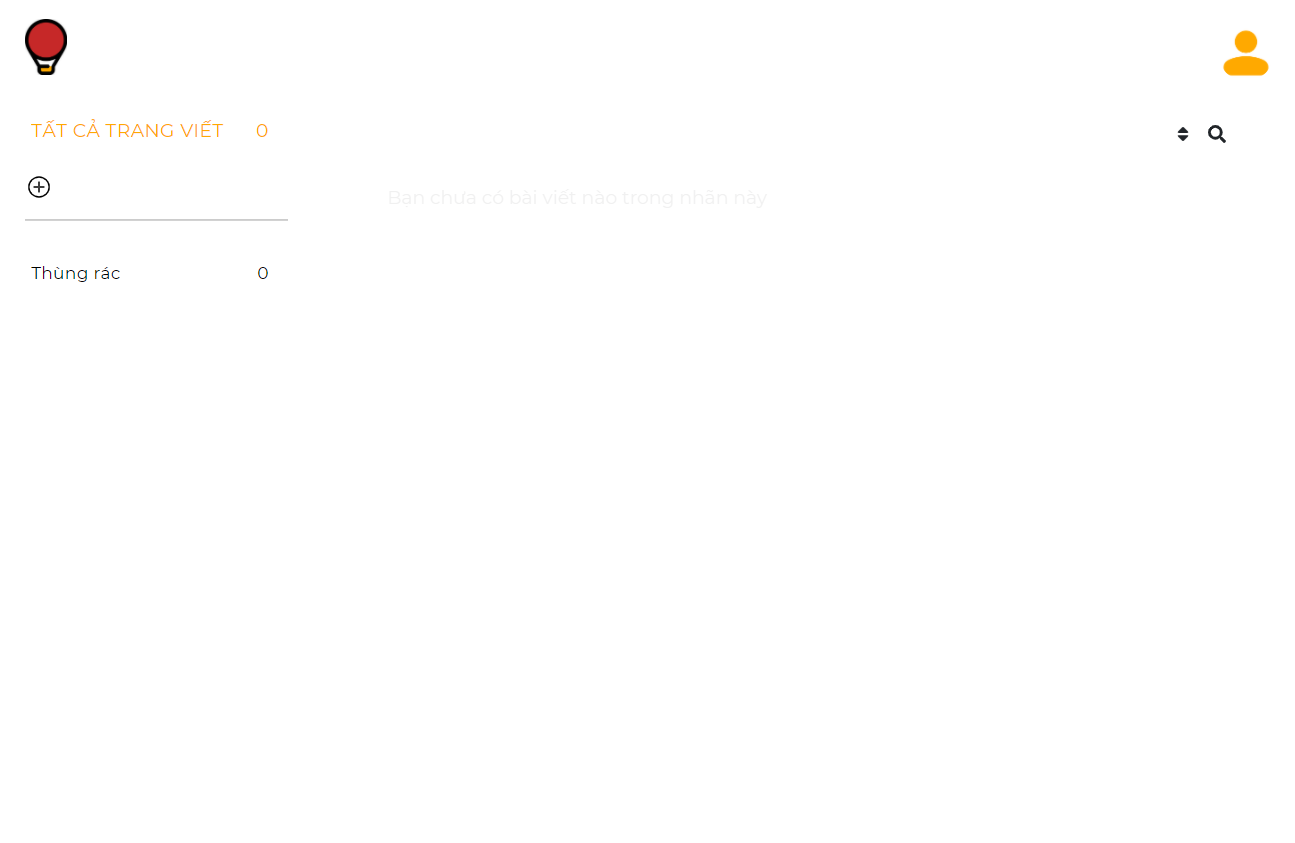 TẤT CẢ TRANG VIẾT 0
Bạn chưa có bài viết nào trong nhãn này
Thùng rác 0